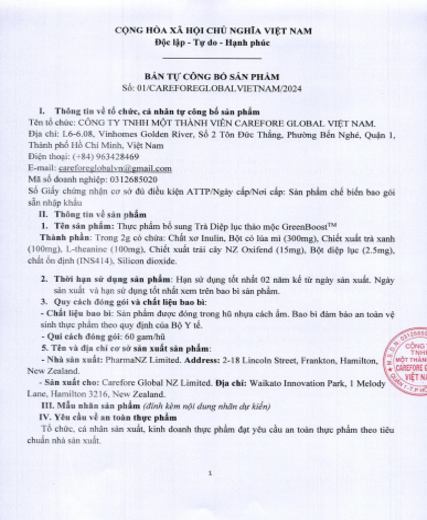 CỘNG HÒA XÃ HỘI CHỦ NGHĨA VIỆT NAM
Độc lập - Tự do - Hạnh phúc
BẢN TỰ CÔNG BỐ SẢN PHẨM
Số: 01/CAREFOREGLOBALVIETNAM/2024
I. Thông tin về tổ chức, cá nhân tự công bố sản phẩm
Tên tổ chức: CÔNG TY TNHH MỘT THÀNH VIÊN CAREFORE GLOBAL VIỆT NAM.
Địa chỉ: L6-6.08, Vinhomes Golden River, Số 2 Tôn Đức Thắng, Phường Bến Nghé, Quận 1,
Thành phố Hồ Chí Minh, Việt Nam
Điện thoại: (+84) 963428469
E-mail: careforeglobalvn@gmail.com
Mã số doanh nghiệp: 0312685020
Số Giấy chứng nhận cơ sở đủ điều kiện ATTP/Ngày cấp/Nơi cấp: Sản phẩm chế biến bao gói
sẵn nhập khẩu
II. Thông tin về sản phẩm
1. Tên sản phẩm: Thực phẩm bổ sung Trà Diệp lục thảo mộc GreenBoost™
Thành phần: Trong 2g có chứa: Chất xơ Inulin, Bột cỏ lúa mì (300mg), Chiết xuất trà xanh
(100mg), L-theanine (100mg), Chiết xuất trái cây NZ Oxifend (15mg), Bột diệp lục (2.5mg),
chất ổn định (INS414), Silicon dioxide.
2. Thời hạn sử dụng sản phẩm: Hạn sử dụng tốt nhất 02 năm kể từ ngày sản xuất. Ngày
sản xuất và hạn sử dụng tốt nhất xem trên bao bì sản phẩm.
3. Quy cách đóng gói và chất liệu bao bì:
- Chất liệu bao bì: Sản phẩm được đóng trong hũ nhựa cách ẩm. Bao bì đảm bảo an toàn vệ
sinh thực phẩm theo quy định của Bộ Y tế.
- Qui cách đóng gói: 60 gam/hũ
5. Tên và địa chỉ cơ sở sản xuất sản phẩm:
- Nhà sản xuất: PharmaNZ Limited. Address: 2-18 Lincoln Street, Frankton, Hamilton,
New Zealand.
- Sản xuất cho: Carefore Global NZ Limited. Địa chỉ: Waikato Innovation Park, 1 Melody
Lane, Hamilton 3216, New Zealand.
III. Mẫu nhãn sản phẩm (đính kèm nội dung nhãn dự kiến)
IV. Yêu cầu về an toàn thực phẩm
Tổ chức, cá nhân sản xuất, kinh doanh thực phẩm đạt yêu cầu an toàn thực phẩm theo tiêu
chuẩn nhà sản xuất.
CÔNG T
TNHH
MỘT THÀNH
CAREFORE G
VIỆT N
1